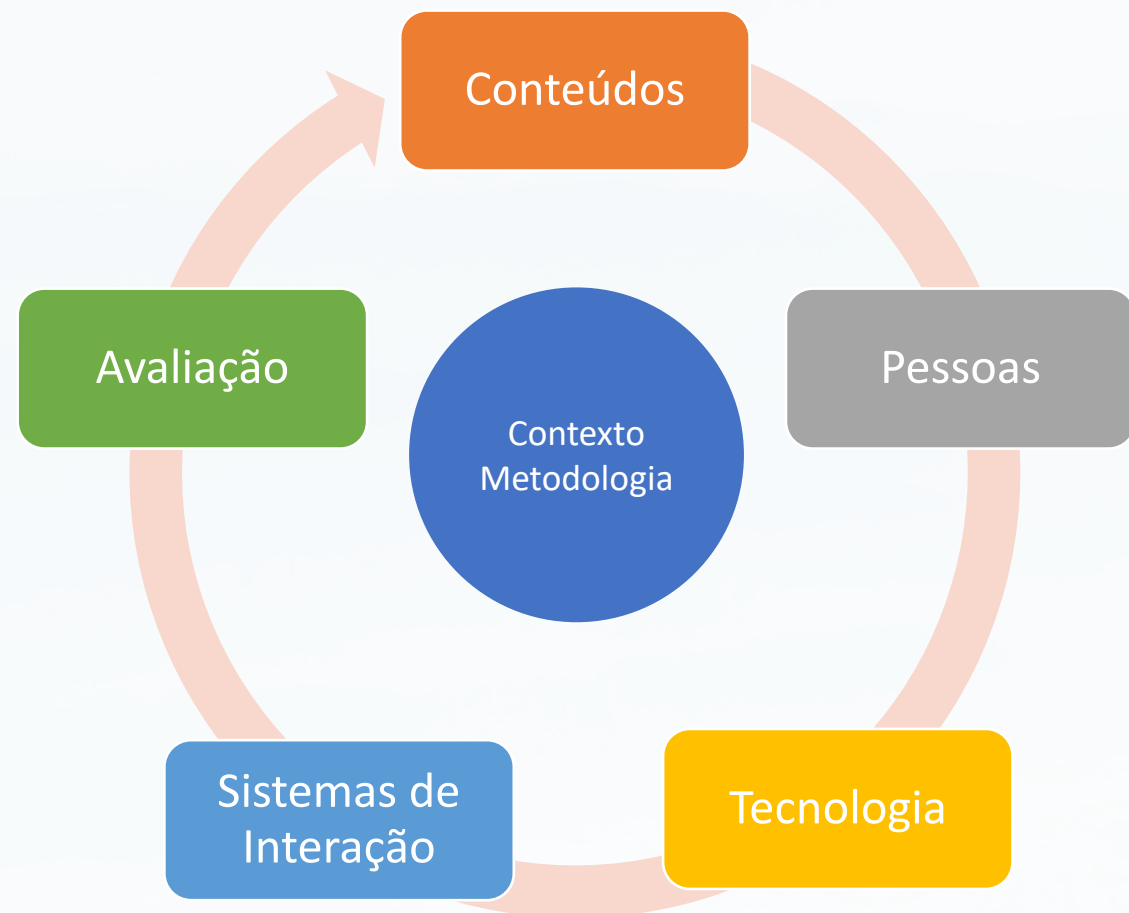 Conteúdos
Avaliação
Pessoas
Contexto
Metodologia
Sistemas de
Interação
Tecnologia